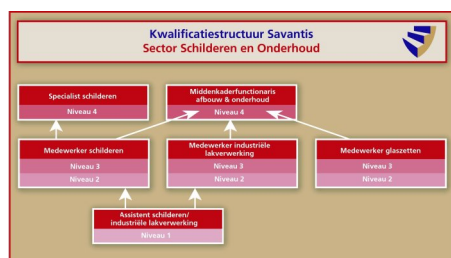 Kwalificatiestructuur Savantis
Sector Schilderen en Onderhoud
Specialist schilderen
Niveau 4
Middenkaderfunctionaris
afbouw & onderhoud
Niveau 4
Medewerker schilderen
Niveau 3
Niveau 2
Medewerker industriële
lakverwerking
Niveau 3
Niveau 2
Medewerker glaszetten
Niveau 3
Niveau 2
Assistent schilderen/
industriële lakverwerking
Niveau 1